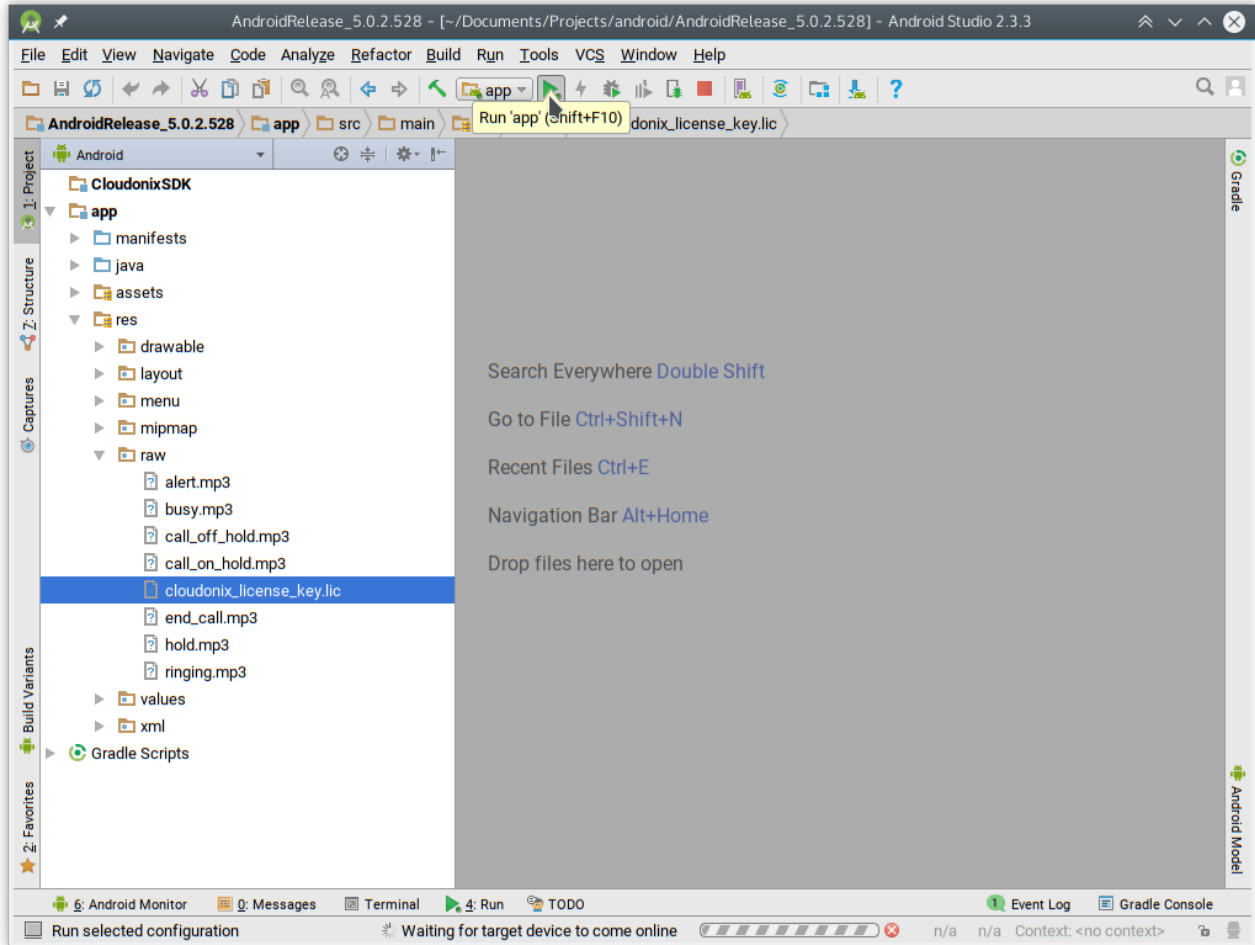 AndroidRelease_5.0.2.528 - [~/Documents/Projects/android/AndroidRelease_5.0.2.528] - Android Studio 2.3.3
File Edit View Navigate Code Analyze Refactor Build Run Tools VCS Window Help
app
Run 'app' (Shift+F10)
AndroidRelease_5.0.2.528 app src main donix_license_key.lic
1: Project
7: Structure
Captures
Build Variants
2: Favorites
Android
CloudonixSDK
app
manifests
java
assets
res
drawable
layout
menu
mipmap
raw
alert.mp3
busy.mp3
call_off_hold.mp3
call_on_hold.mp3
cloudonix_license_key.lic
end_call.mp3
hold.mp3
ringing.mp3
values
xml
Gradle Scripts
Search Everywhere Double Shift
Go to File Ctrl+Shift+N
Recent Files Ctrl+E
Navigation Bar Alt+Home
Drop files here to open
Gradle
Android Model
6: Android Monitor 0: Messages Terminal 4: Run TODO 1 Event Log Gradle Console
Run selected configuration Waiting for target device to come online n/a n/a Context: <no context>